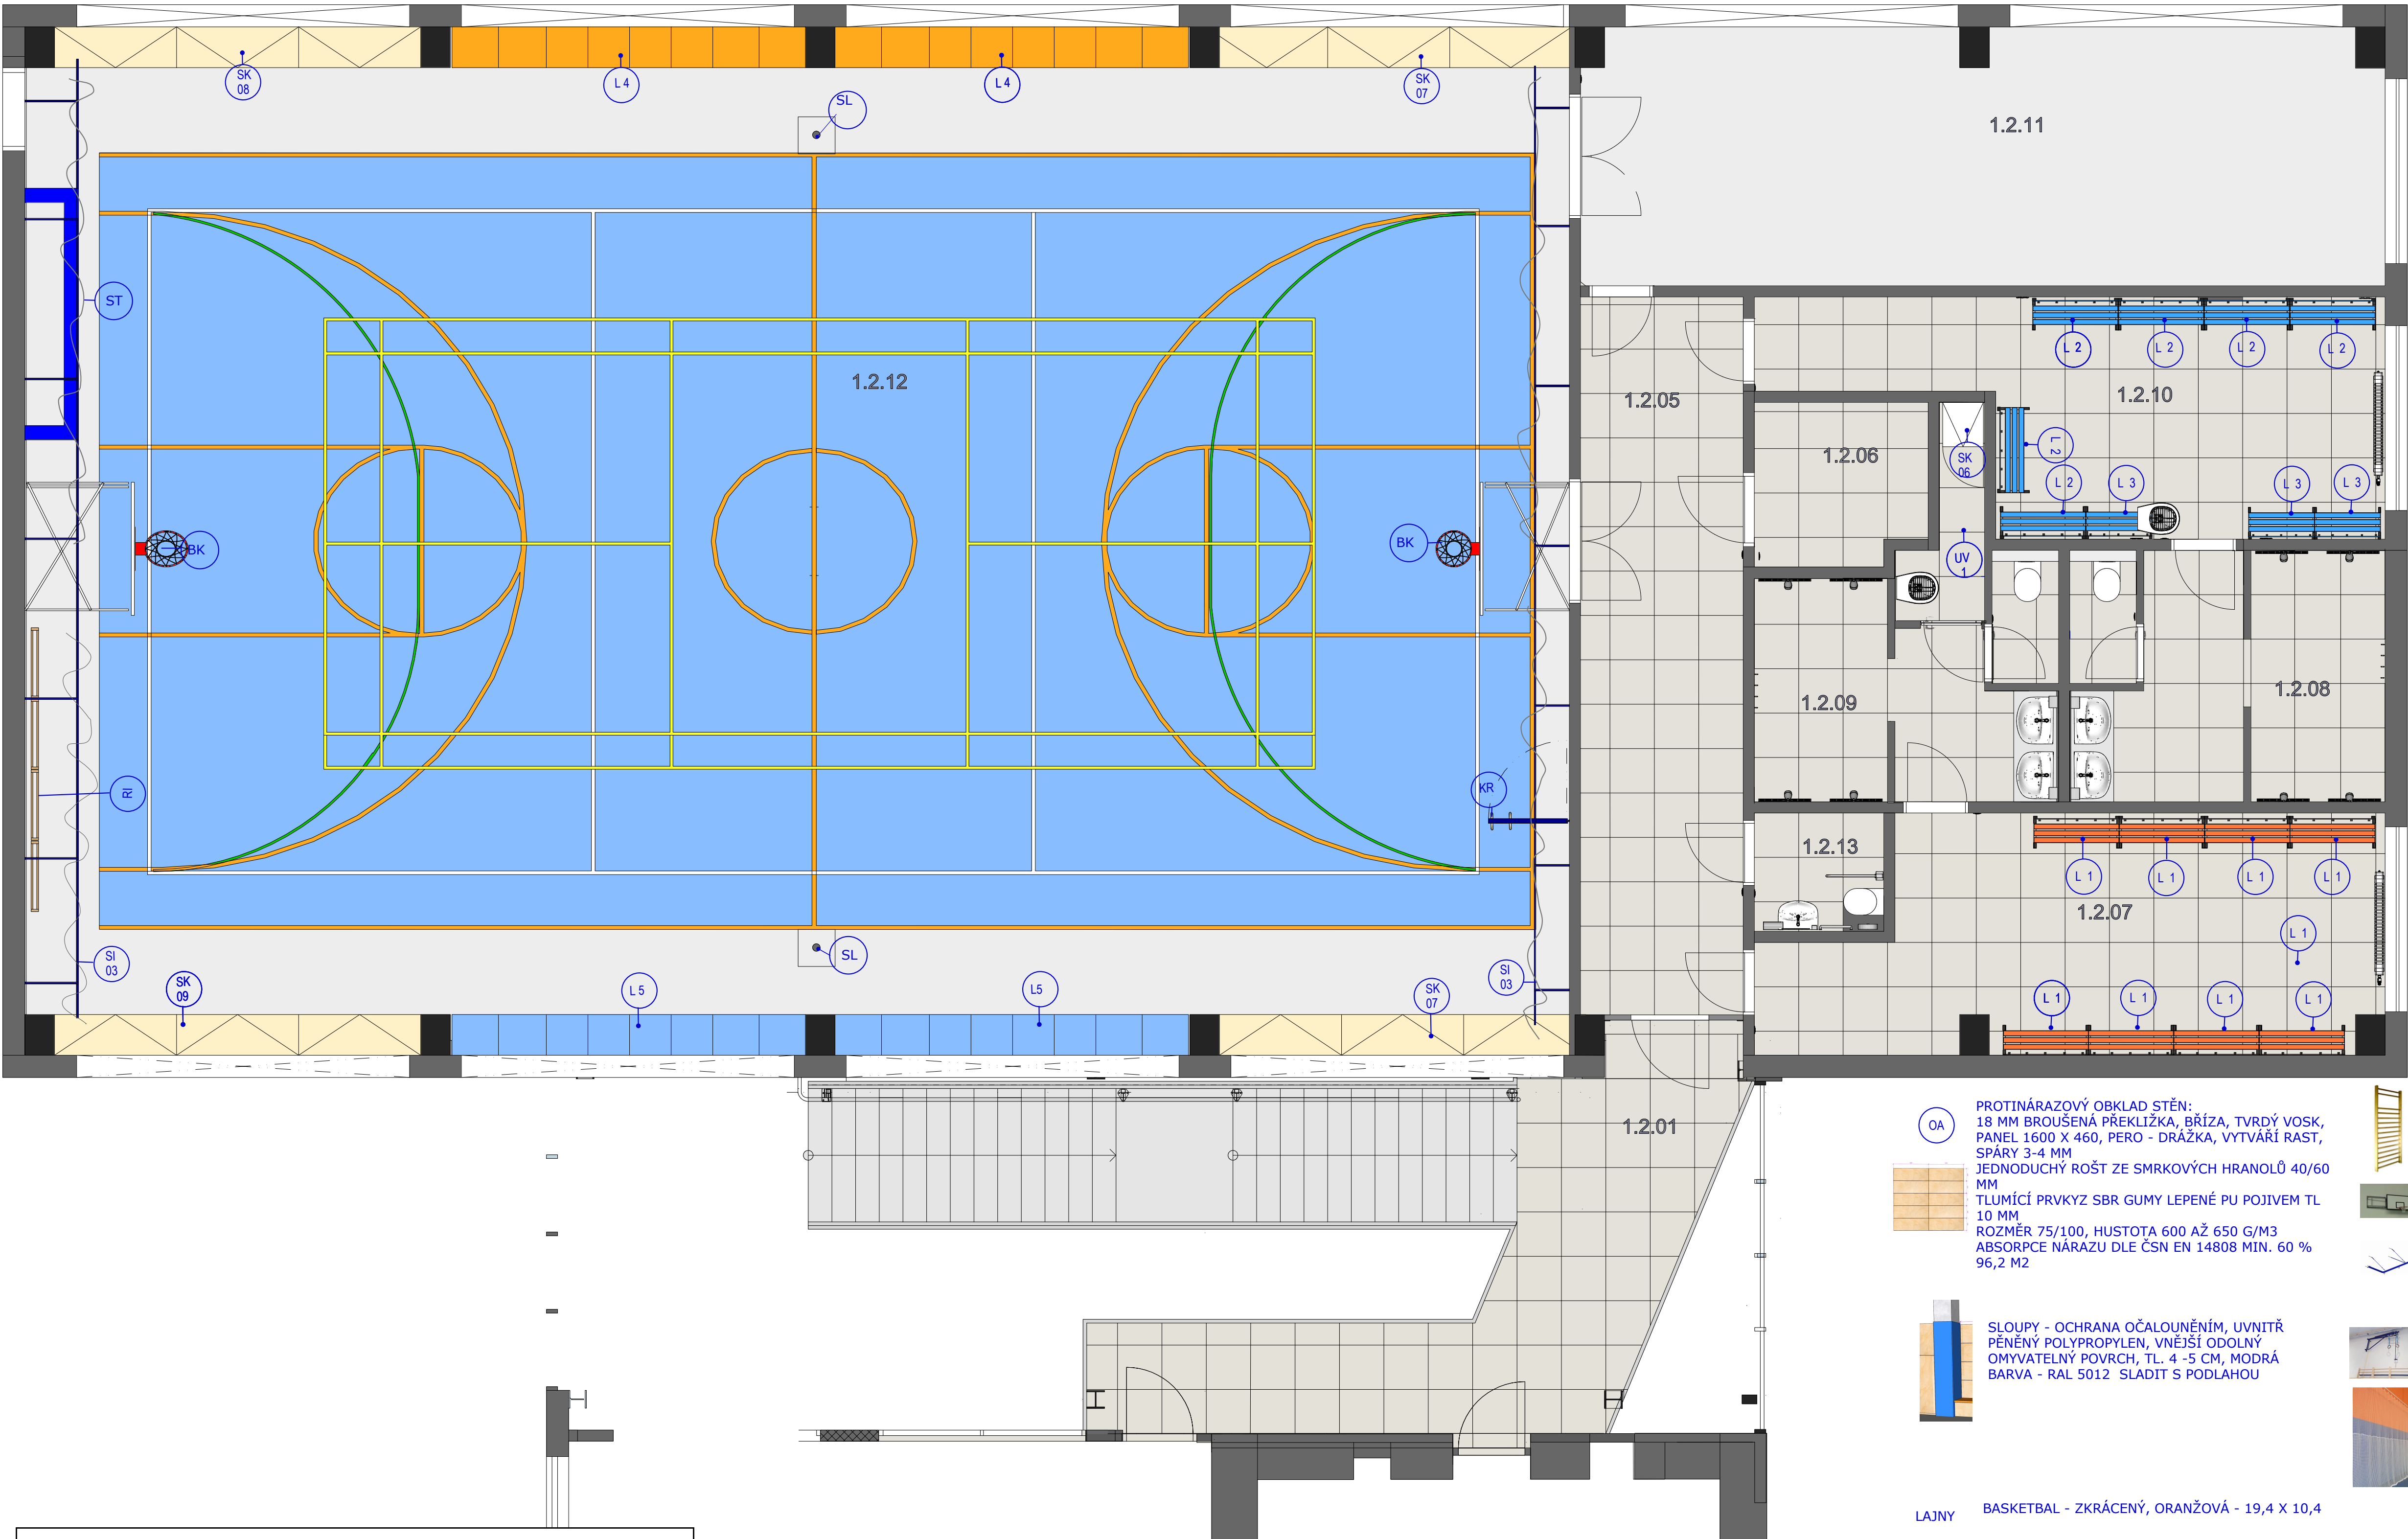 SK
08
L 4
L 4
SK
07
SL
1.2.11
ST
1.2.12
1.2.05
L 2
L 2
L 2
L 2
1.2.10
1.2.06
SK
06
L 2
L 2
L 3
L 3
L 3
BK
BK
UV
1
1.2.09
1.2.08
RI
KR
1.2.13
L 1
L 1
L 1
L 1
1.2.07
L 1
SI
03
SL
SI
03
SK
09
L 5
L5
SK
07
L 1
L 1
L 1
L 1
1.2.01
OA
PROTINÁRAZOVÝ OBKLAD STĚN:
18 MM BROUŠENÁ PŘEKLIŽKA, BŘÍZA, TVRDÝ VOSK,
PANEL 1600 X 460, PERO - DRÁŽKA, VYTVÁŘÍ RAST,
SPÁRY 3-4 MM
JEDNODUCHÝ ROŠT ZE SMRKOVÝCH HRANOLŮ 40/60
MM
TLUMÍCÍ PRVKYZ SBR GUMY LEPENÉ PU POJIVEM TL
10 MM
ROZMĚR 75/100, HUSTOTA 600 AŽ 650 G/M3
ABSORPCE NÁRAZU DLE ČSN EN 14808 MIN. 60 %
96,2 M2
SLOUPY - OCHRANA OČALOUNĚNÍM, UVNITŘ
PĚNĚNÝ POLYPROPYLEN, VNĚJŠÍ ODOLNÝ
OMYVATELNÝ POVRCH, TL. 4 -5 CM, MODRÁ
BARVA - RAL 5012 SLADIT S PODLAHOU
LAJNY
BASKETBAL - ZKRÁCENÝ, ORANŽOVÁ - 19,4 X 10,4